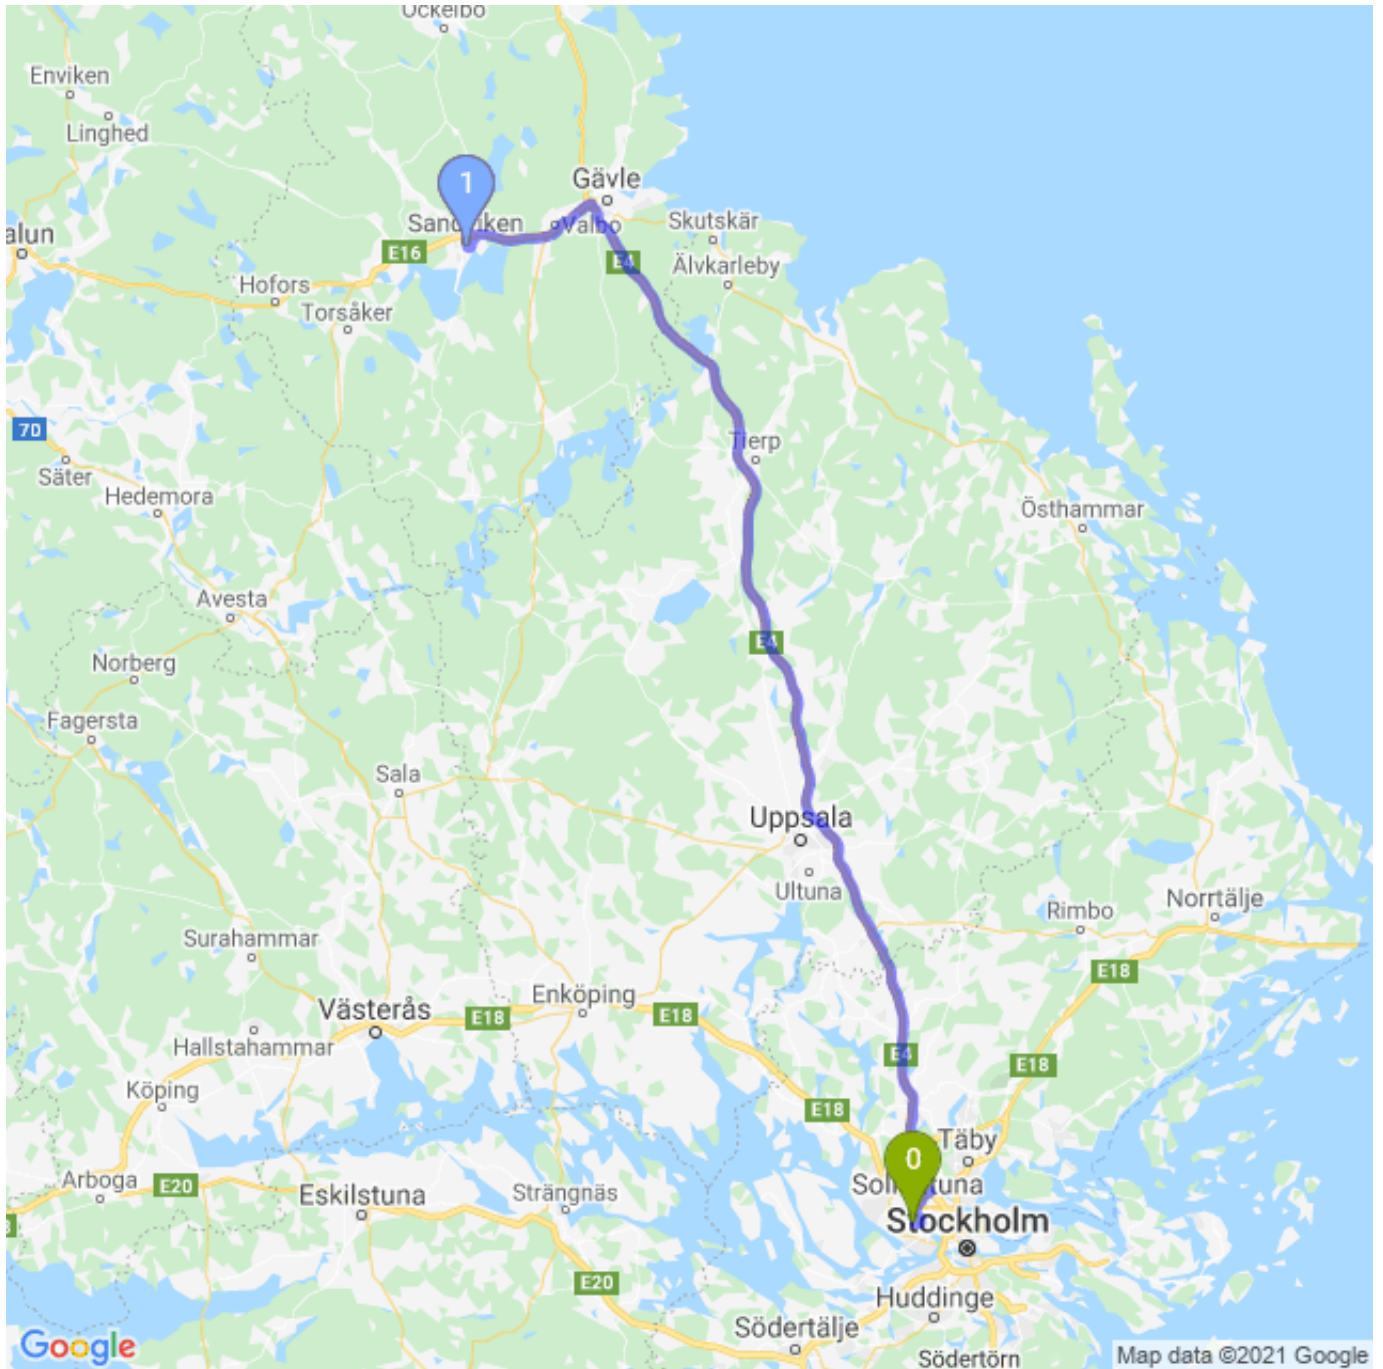 Ockelbo
Enviken
Linghed
1
Gävle
Sandviken
Valbo
Skutskär
alun
E16
E4
Älvkarleby
Hofors
Torsåker
70
Tierp
Säter
Hedemora
Östhammar
Avesta
E4
Norberg
Fagersta
Sala
Uppsala
Ultuna
Norrtälje
Rimbo
Surahammar
E18
Enköping
Västerås
E18
E18
Hallstahammar
E4
E18
Köping
E18
Täby
0
Arboga
E20
Eskilstuna
Strängnäs
Sollentuna
Stockholm
E20
Huddinge
Södertälje
Google
Södertörn
Map data ©2021 Google